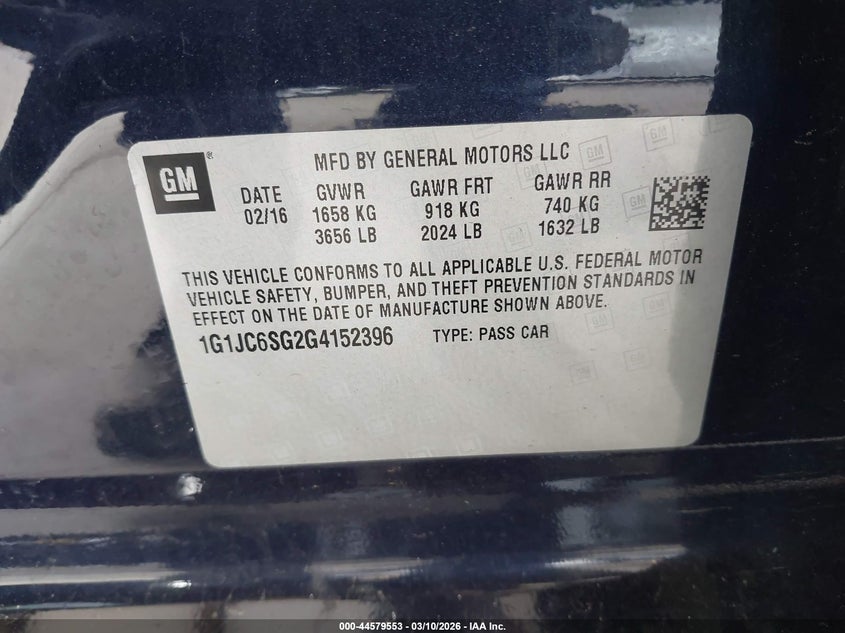 GM ®
MFD BY GENERAL MOTORS LLC
DATE GVWR GAWR FRT GAWR RR
02/16 1658 KG 918 KG 740 KG
3656 LB 2024 LB 1632 LB
THIS VEHICLE CONFORMS TO ALL APPLICABLE U.S. FEDERAL MOTOR
VEHICLE SAFETY, BUMPER, AND THEFT PREVENTION STANDARDS IN
EFFECT ON THE DATE OF MANUFACTURE SHOWN ABOVE.
1G1JC6SG2G4152396 TYPE: PASS CAR
000-44579553 // 03/10/2026 - IAA Inc.